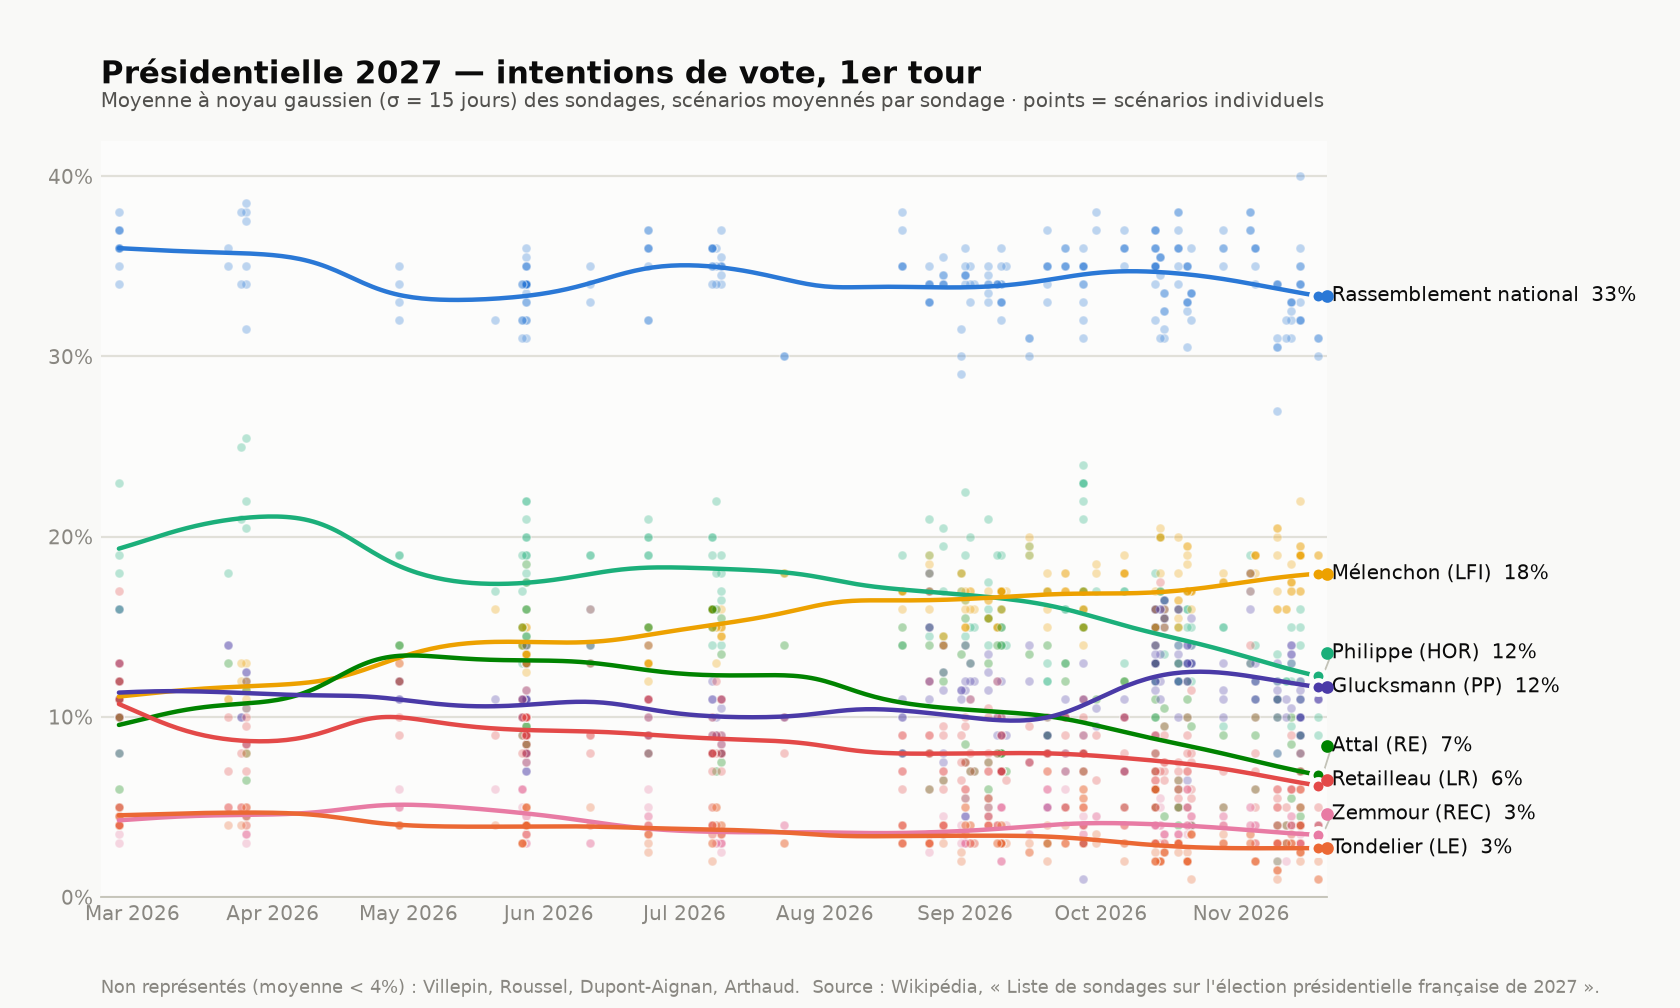 Présidentielle 2027 — intentions de vote, 1er tour
Moyenne à noyau gaussien (σ = 15 jours) des sondages, scénarios moyennés par sondage · points = scénarios individuels
40%
30%
20%
10%
0%
Rassemblement national 33%
Mélenchon (LFI) 18%
Philippe (HOR) 12%
Glucksmann (PP) 12%
Attal (RE) 7%
Retailleau (LR) 6%
Zemmour (REC) 3%
Tondelier (LE) 3%
Mar 2026 Apr 2026 May 2026 Jun 2026 Jul 2026 Aug 2026 Sep 2026 Oct 2026 Nov 2026
Non représentés (moyenne < 4%) : Villepin, Roussel, Dupont-Aignan, Arthaud. Source : Wikipédia, « Liste de sondages sur l'élection présidentielle française de 2027 ».